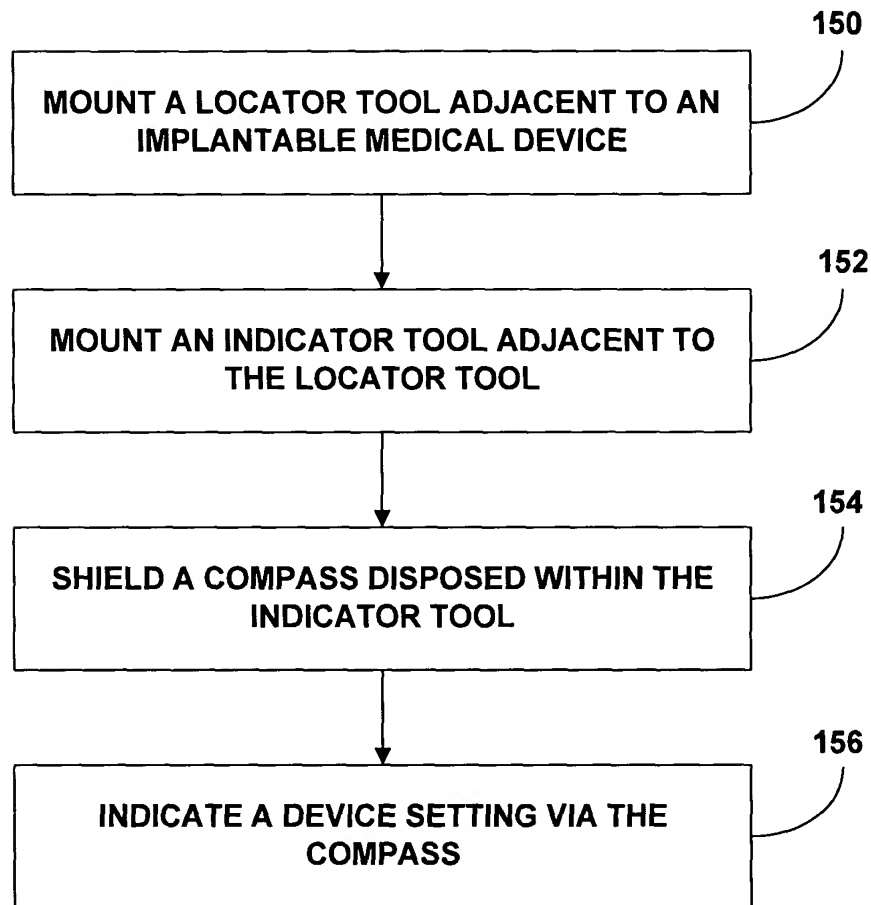 150
MOUNT A LOCATOR TOOL ADJACENT TO AN
IMPLANTABLE MEDICAL DEVICE
152
MOUNT AN INDICATOR TOOL ADJACENT TO
THE LOCATOR TOOL
154
SHIELD A COMPASS DISPOSED WITHIN THE
INDICATOR TOOL
156
INDICATE A DEVICE SETTING VIA THE
COMPASS